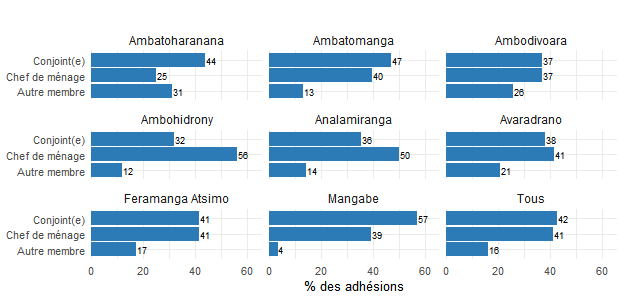 Ambatoharanana Ambatomanga Ambodivoara
Conjoint(e) 44 47 37
Chef de ménage 25 40 37
Autre membre 31 13 26
Ambohidrony Analamiranga Avaradrano
Conjoint(e) 32 36 38
Chef de ménage 56 50 41
Autre membre 12 14 21
Feramanga Atsimo Mangabe Tous
Conjoint(e) 41 57 42
Chef de ménage 41 39 41
Autre membre 17 4 16
0 20 40 60 0 20 40 60 0 20 40 60
% des adhésions